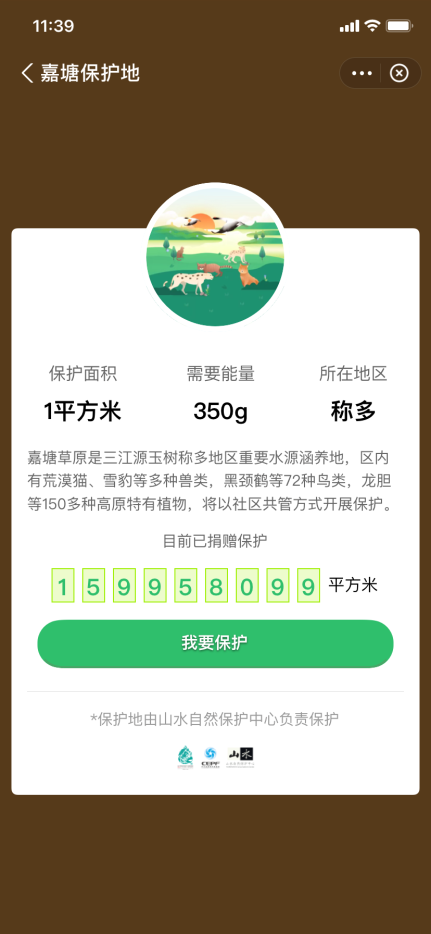 11:39
嘉塘保护地
保护面积 需要能量 所在地区
1平方米 350g 称多
嘉塘草原是三江源玉树称多地区重要水源涵养地，区内
有荒漠猫、雪豹等多种兽类，黑颈鹤等72种鸟类，龙胆
等150多种高原特有植物，将以社区共管方式开展保护。
目前已捐赠保护
1 5 9 9 5 8 0 9 9 平方米
我要保护
*保护地由山水自然保护中心负责保护
CEPF 山水